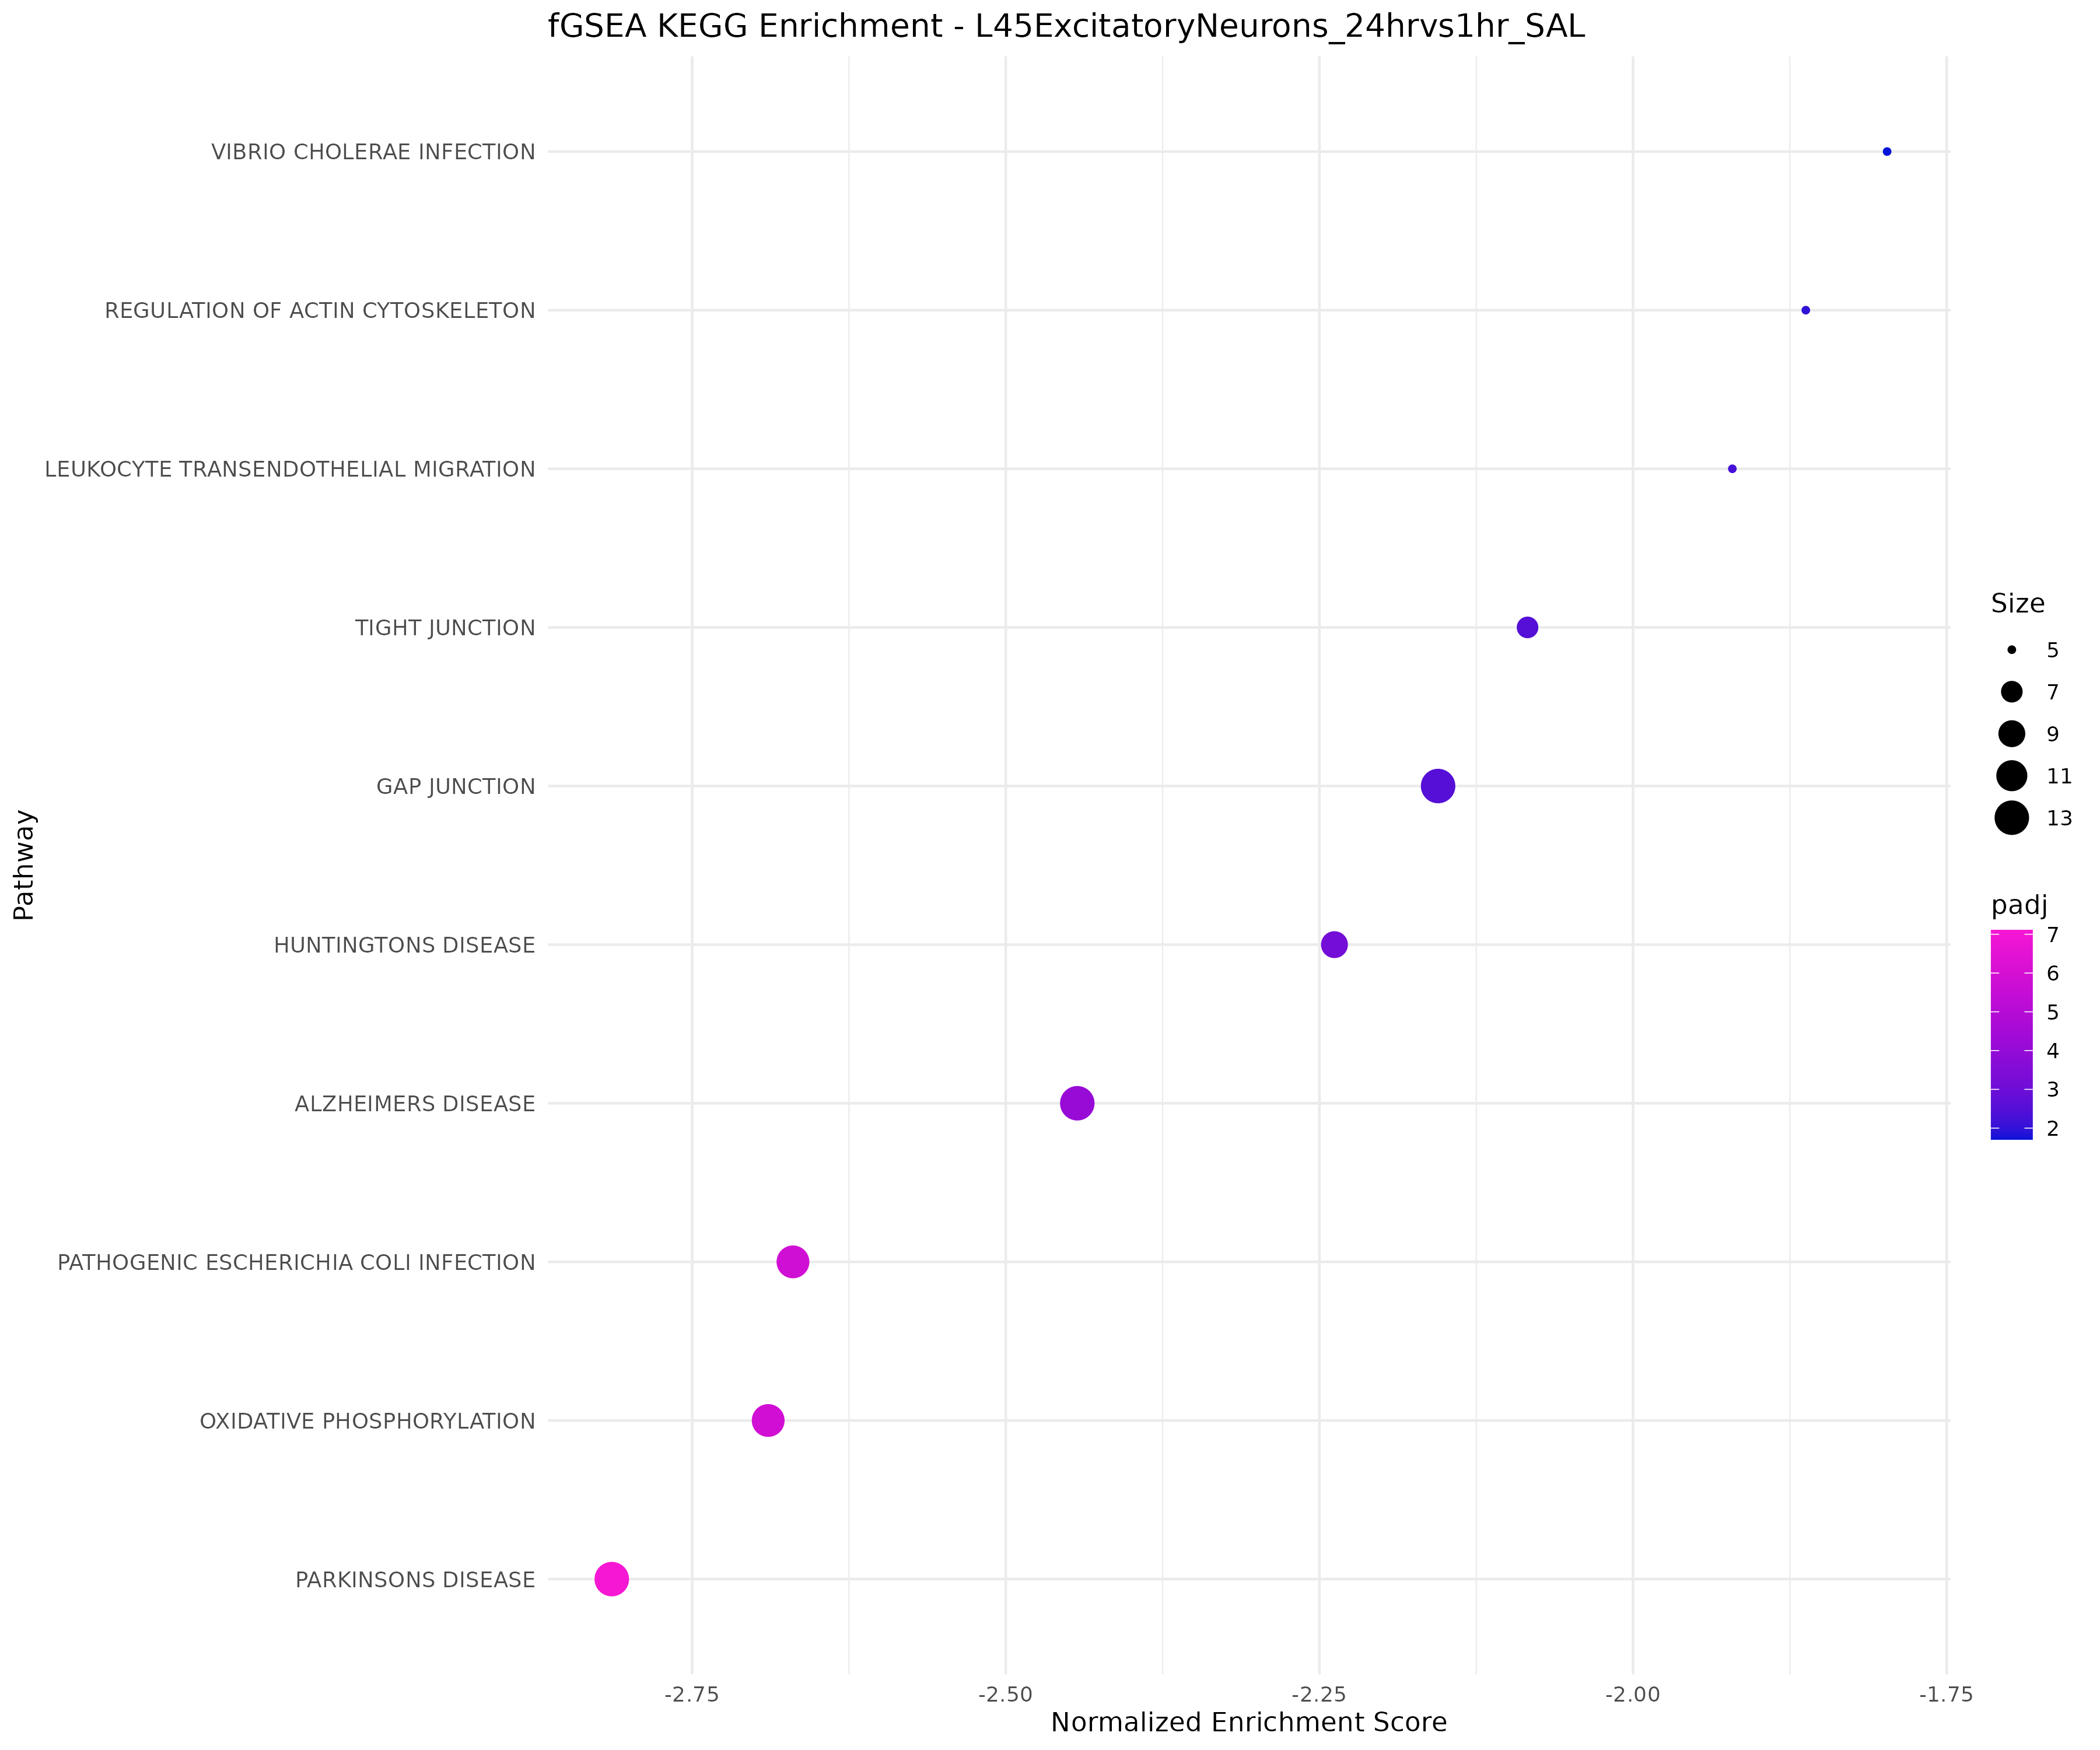 fGSEA KEGG Enrichment - L45ExcitatoryNeurons_24hrvs1hr_SAL
Pathway
VIBRIO CHOLERAE INFECTION
REGULATION OF ACTIN CYTOSKELETON
LEUKOCYTE TRANSENDOTHELIAL MIGRATION
TIGHT JUNCTION
GAP JUNCTION
HUNTINGTONS DISEASE
ALZHEIMERS DISEASE
PATHOGENIC ESCHERICHIA COLI INFECTION
OXIDATIVE PHOSPHORYLATION
PARKINSONS DISEASE
-2.75 -2.50 -2.25 -2.00 -1.75
Normalized Enrichment Score
Size
5
7
9
11
13
padj
7
6
5
4
3
2